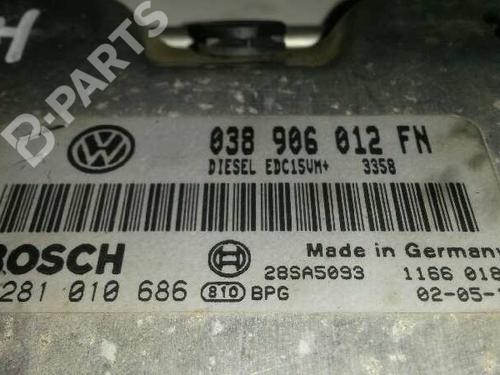 B-PARTS
038 906 012 FN
DIESEL EDC15VM+ 3358
BOSCH
Made in Germany
28SA5093 1166 018
281 010 686 810 BPG 02-05-